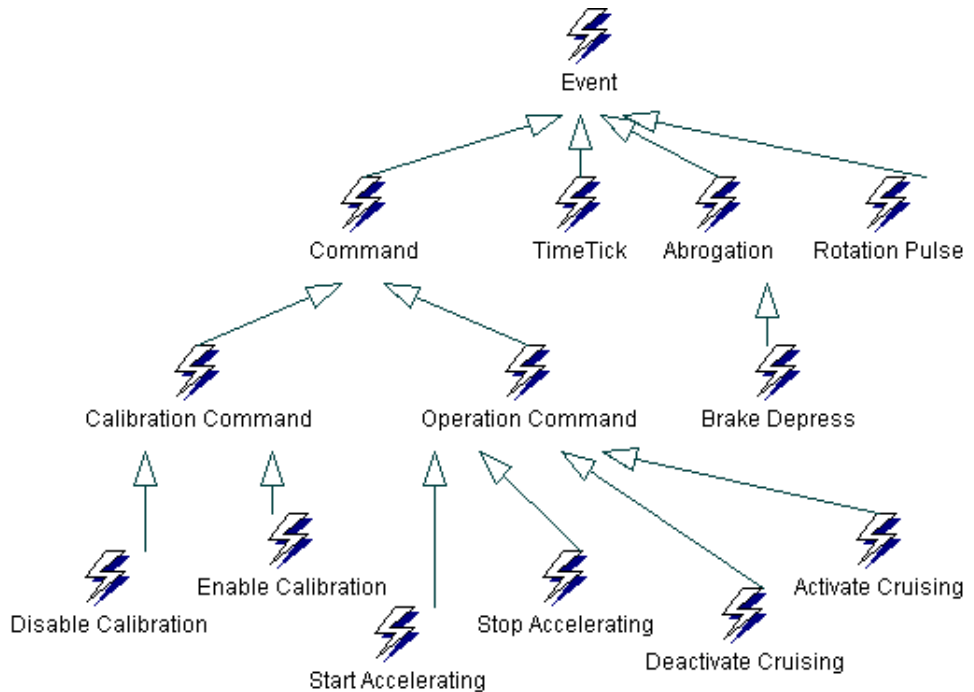 Event
Command
TimeTick
Abrogation
Rotation Pulse
Calibration Command
Operation Command
Brake Depress
Enable Calibration
Activate Cruising
Disable Calibration
Stop Accelerating
Deactivate Cruising
Start Accelerating